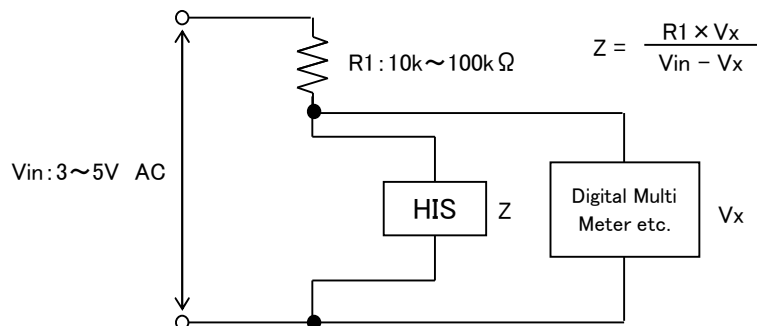 R1:10k～100kΩ
Z = R1 × Vx
Vin − Vx
Vin:3～5V AC
HIS
Z
Digital Multi
Meter etc.
Vx